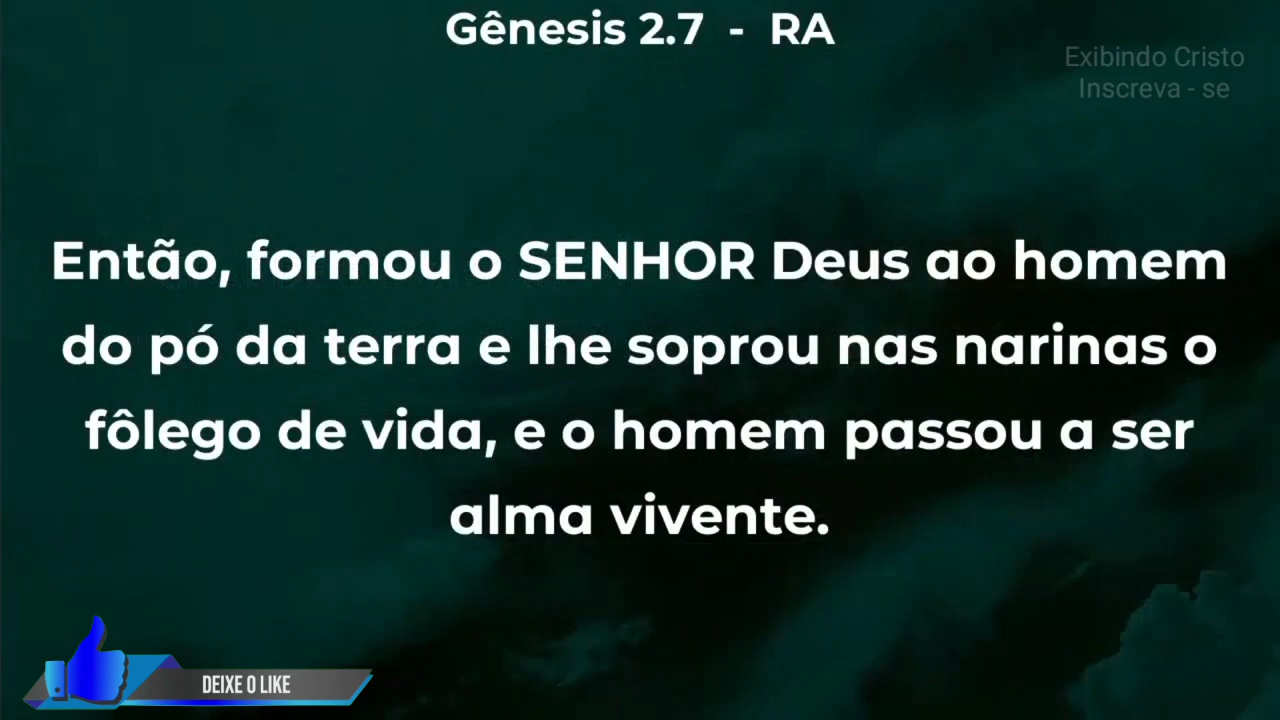 Gênesis 2.7 - RA
Exibindo Cristo
Inscreva - se
Então, formou o SENHOR Deus ao homem
do pó da terra e lhe soprou nas narinas o
fôlego de vida, e o homem passou a ser
alma vivente.
DEIXE O LIKE